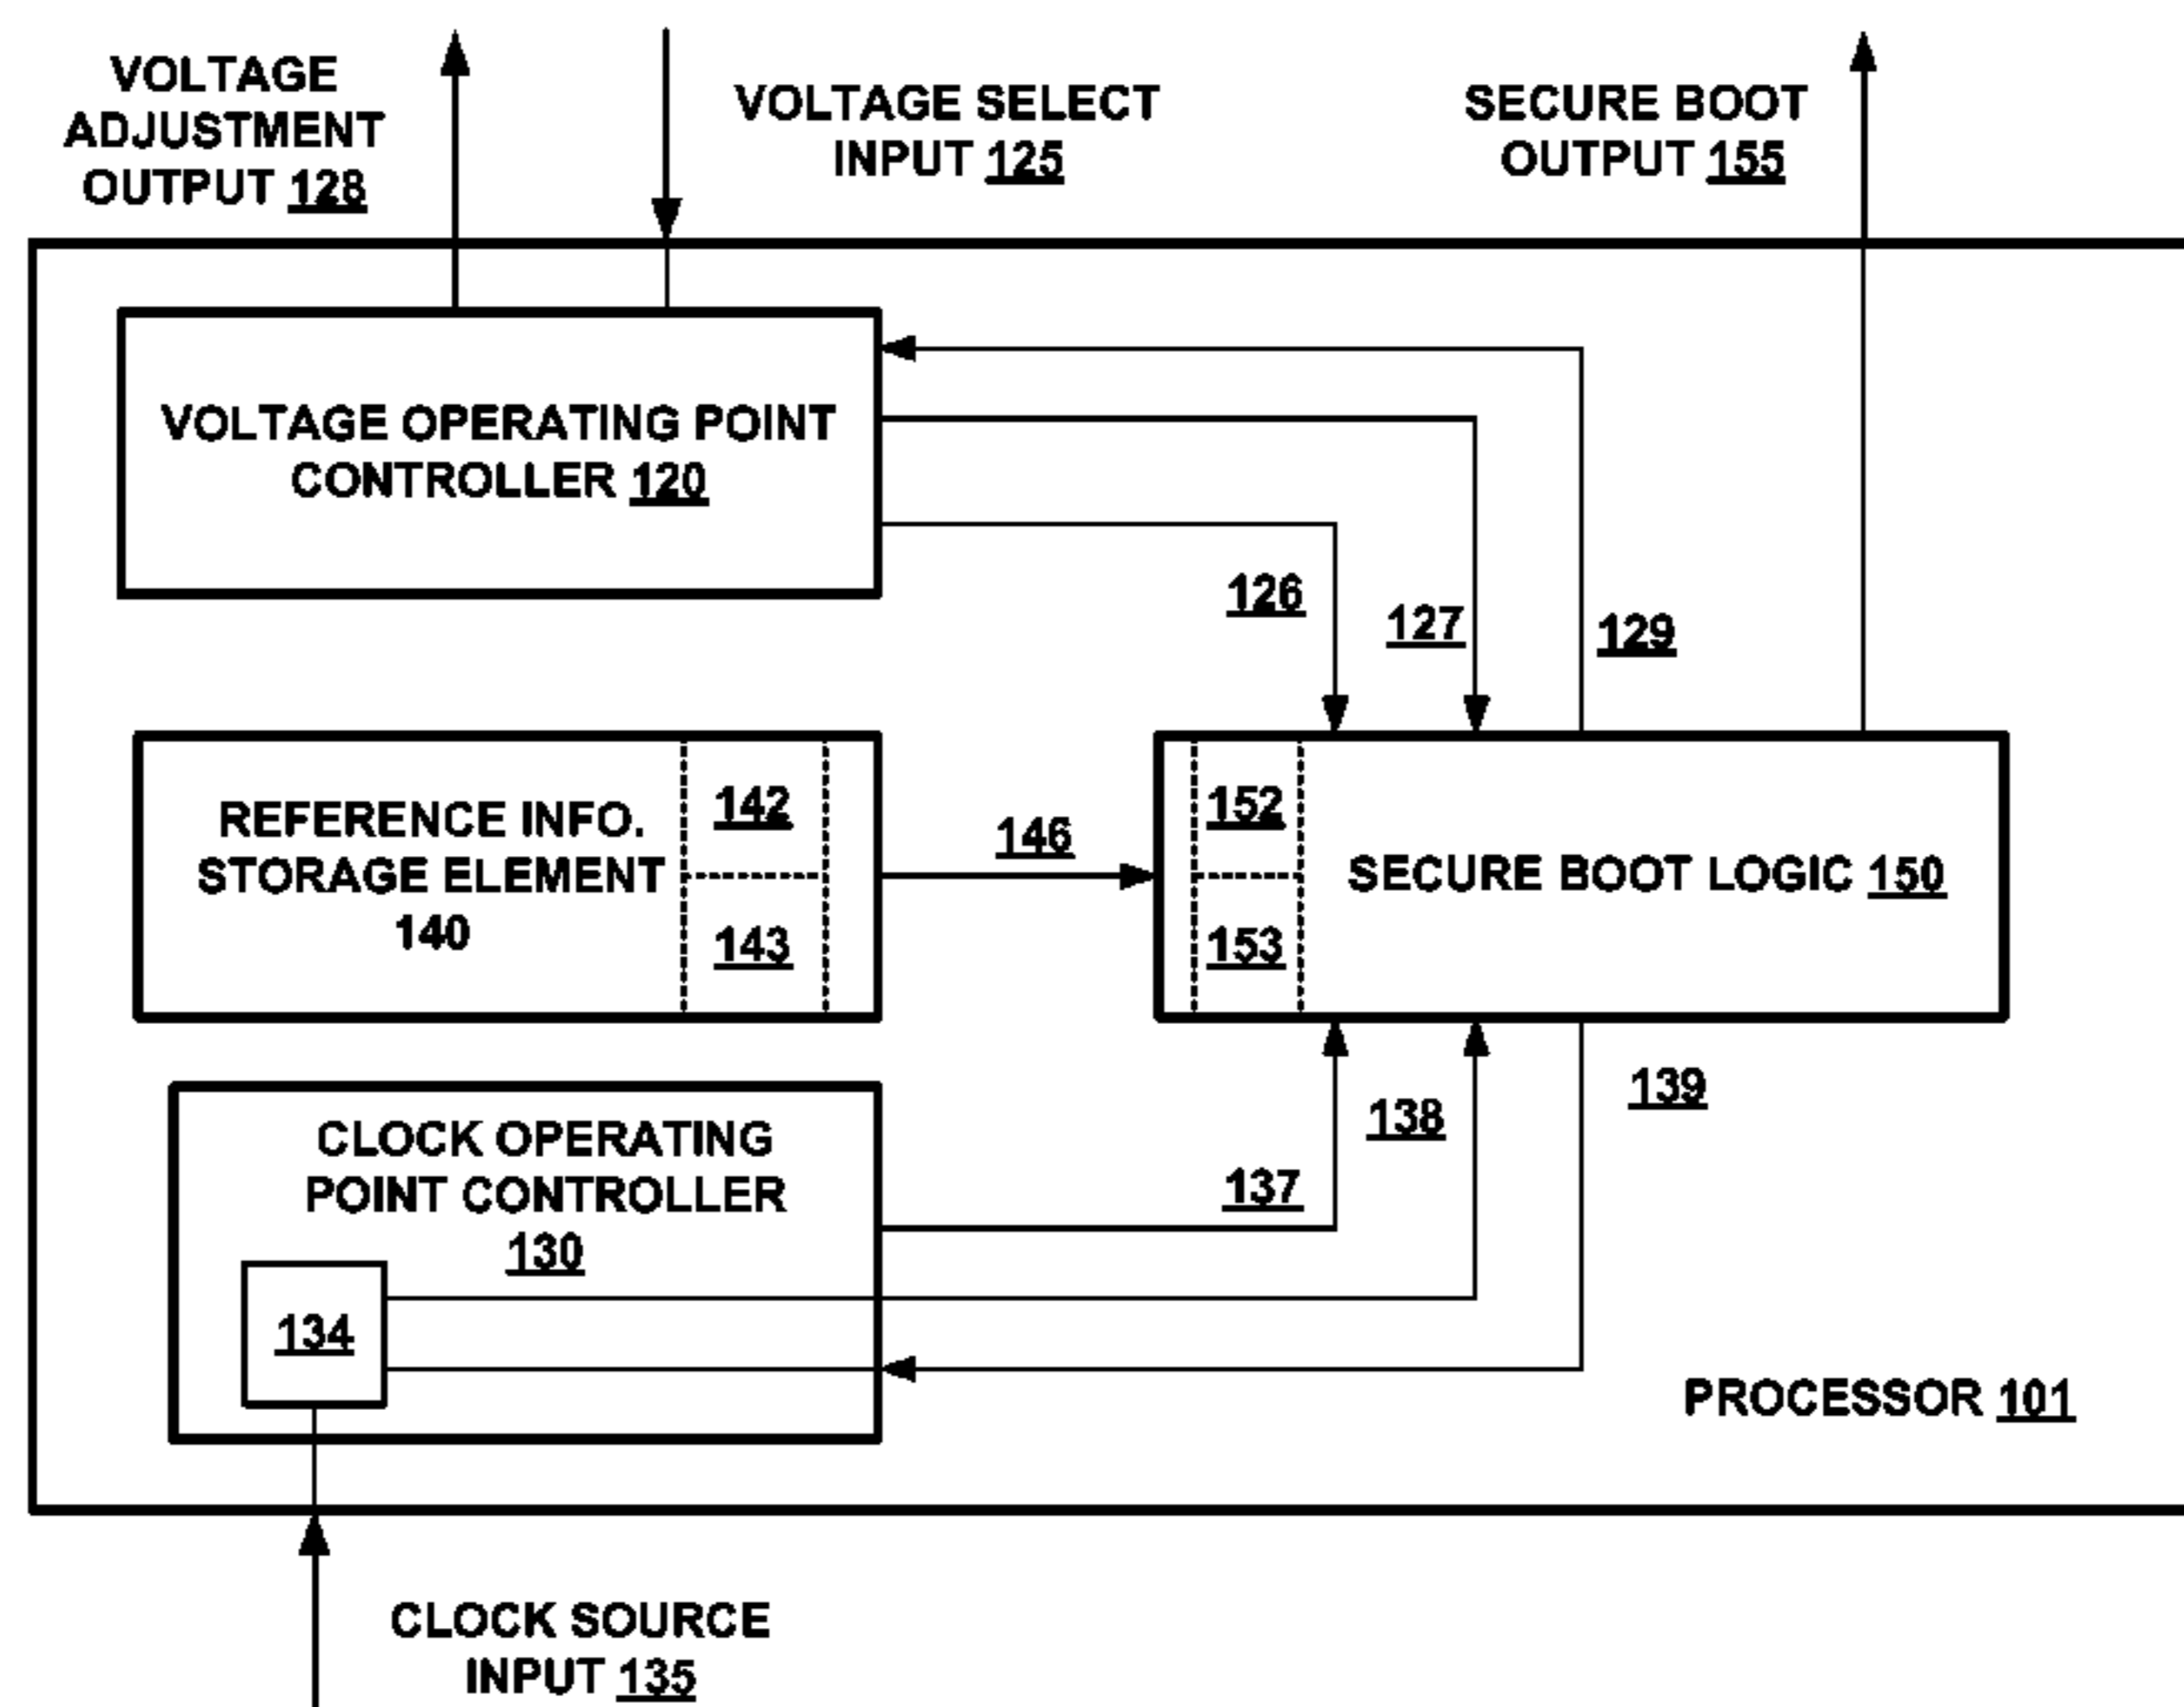 VOLTAGE
ADJUSTMENT
OUTPUT 128
VOLTAGE SELECT
INPUT 125
SECURE BOOT
OUTPUT 155
VOLTAGE OPERATING POINT
CONTROLLER 120
126
127
129
REFERENCE INFO.
STORAGE ELEMENT
140
142
143
146
152
153
SECURE BOOT LOGIC 150
CLOCK OPERATING
POINT CONTROLLER
130
134
137
138
139
PROCESSOR 101
CLOCK SOURCE
INPUT 135